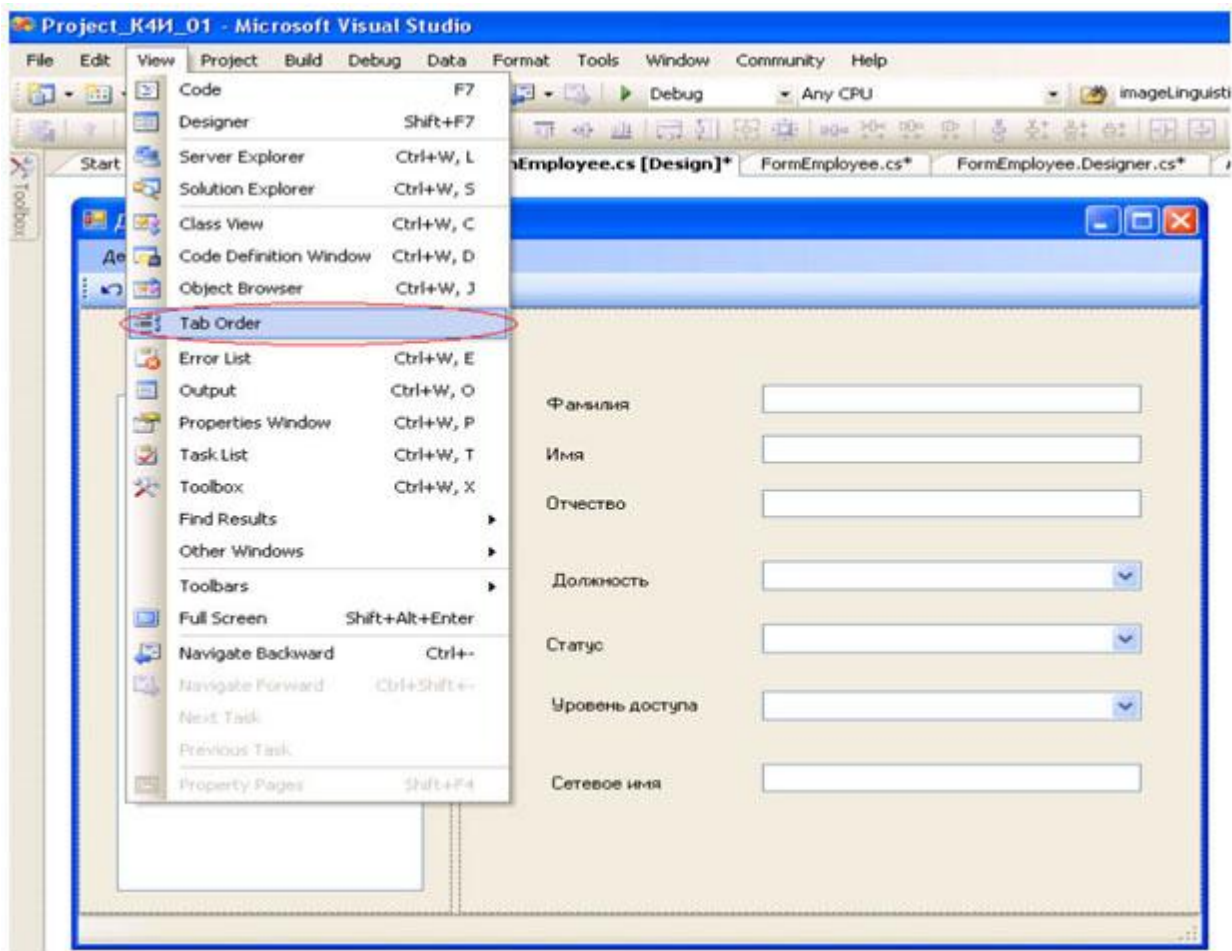 Project_К4И_01 - Microsoft Visual Studio
File Edit View Project Build Debug Data Format Tools Window Community Help
Debug Any CPU imageLinguisti
Start mEmployee.cs [Design]* FormEmployee.cs* FormEmployee.Designer.cs*
Toolbox
Code F7
Designer Shift+F7
Server Explorer Ctrl+W, L
Solution Explorer Ctrl+W, S
Class View Ctrl+W, C
Code Definition Window Ctrl+W, D
Object Browser Ctrl+W, J
Tab Order
Error List Ctrl+W, E
Output Ctrl+W, O
Properties Window Ctrl+W, P
Task List Ctrl+W, T
Toolbox Ctrl+W, X
Find Results
Other Windows
Toolbars
Full Screen Shift+Alt+Enter
Navigate Backward Ctrl+-
Navigate Forward Ctrl+Shift+-
Next Task
Previous Task
Property Pages Shift+F4
Де
Фамилия
Имя
Отчество
Должность
Статус
Уровень доступа
Сетевое имя